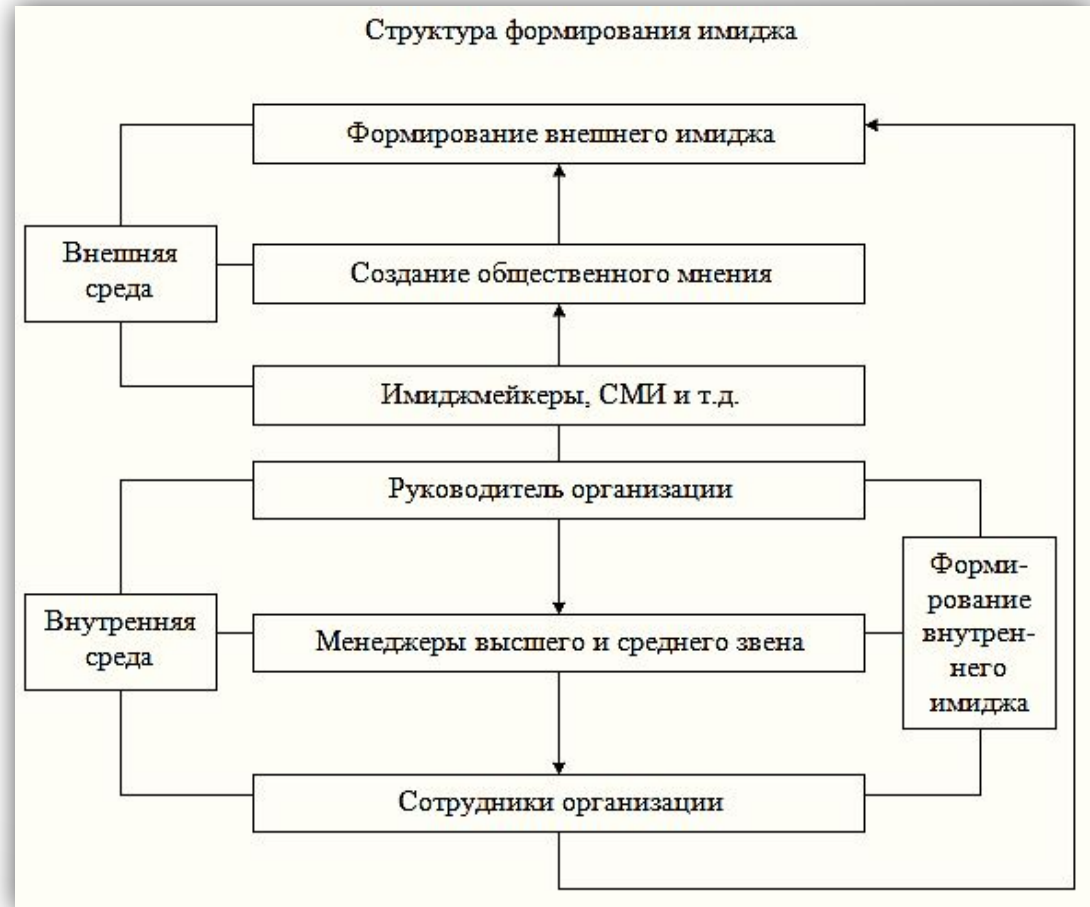 Структура формирования имиджа
Формирование внешнего имиджа
Внешняя
среда
Создание общественного мнения
Имиджмейкеры, СМИ и т.д.
Руководитель организации
Внутренняя
среда
Менеджеры высшего и среднего звена
Форми-
рование
внутрен-
него
имиджа
Сотрудники организации